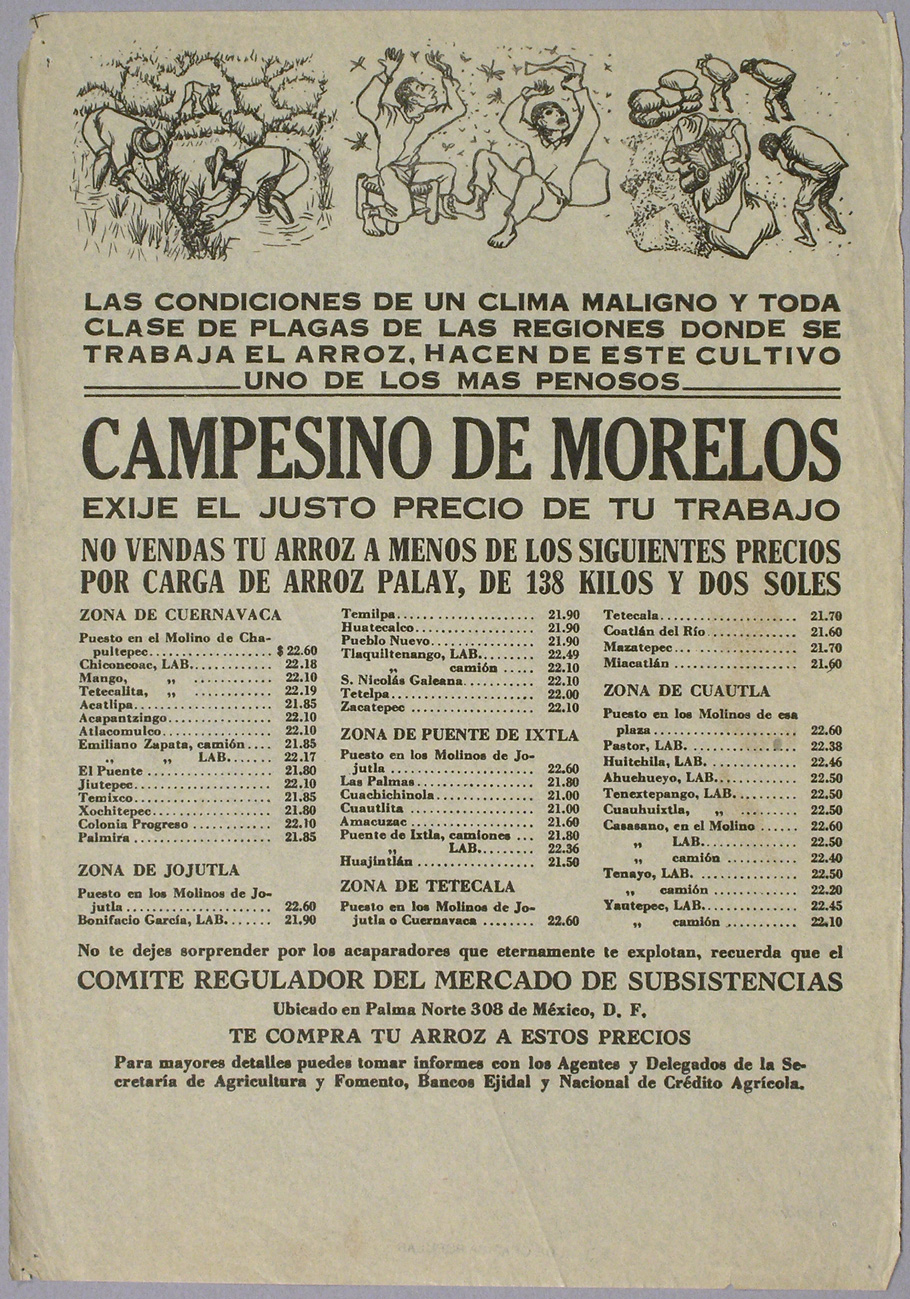 LAS CONDICIONES DE UN CLIMA MALIGNO Y TODA
CLASE DE PLAGAS DE LAS REGIONES DONDE SE
TRABAJA EL ARROZ, HACEN DE ESTE CULTIVO
UNO DE LOS MAS PENOSOS
CAMPESINO DE MORELOS
EXIJE EL JUSTO PRECIO DE TU TRABAJO
NO VENDAS TU ARROZ A MENOS DE LOS SIGUIENTES PRECIOS
POR CARGA DE ARROZ PALAY, DE 138 KILOS Y DOS SOLES
ZONA DE CUERNAVACA
Puesto en el Molino de Cha-
pultepec.................... $ 22.60
Chiconcoac, LAB............ 22.18
Mango, „ ............ 22.10
Tetecalita, „ ............ 22.19
Acatlipa................ 21.85
Acapantzingo............ 22.10
Atlacomulco............. 22.10
Emiliano Zapata, camión.... 21.85
„ „ LAB...... 22.17
El Puente ............... 21.80
Jiutepec................ 22.10
Temixco................. 21.85
Xochitepec.............. 21.80
Colonia Progreso ........... 22.10
Palmira ................ 21.85
ZONA DE JOJUTLA
Puesto en los Molinos de Jo-
jutla .................... 22.60
Bonifacio García, LAB....... 21.90
Temilpa................. 21.90
Huatecalco.............. 21.90
Pueblo Nuevo............ 21.90
Tlaquiltenango, LAB......... 22.49
„ camión .... 22.10
S. Nicolás Galeana.......... 22.10
Tetelpa................. 22.00
Zacatepec ............... 22.10
ZONA DE PUENTE DE IXTLA
Puesto en los Molinos de Jo-
jutla .................... 22.60
Las Palmas.............. 21.80
Cuachichinola........... 21.00
Cuautlita ............... 21.00
Amacuzac ............... 21.60
Puente de Ixtla, camiones ... 21.80
„ LAB........ 22.36
Huajintlán .............. 21.50
ZONA DE TETECALA
Puesto en los Molinos de Jo-
jutla o Cuernavaca ........ 22.60
Tetecala................ 21.70
Coatlán del Río............. 21.60
Mazatepec... ............ 21.70
Miacatlán ............... 21.60
ZONA DE CUAUTLA
Puesto en los Molinos de esa
plaza .................... 22.60
Pastor, LAB. ............. 22.38
Huitchila, LAB. ............ 22.46
Ahuehueyo, LAB............ 22.50
Tenextepango, LAB.......... 22.50
Cuauhuixtla, „ ........ 22.50
Casasano, en el Molino ...... 22.60
„ LAB........... 22.50
„ camión .......... 22.40
Tenayo, LAB. ............. 22.50
„ camión ............ 22.20
Yautepec, LAB............. 22.45
„ camión .......... 22.10
No te dejes sorprender por los acaparadores que eternamente te explotan, recuerda que el
COMITE REGULADOR DEL MERCADO DE SUBSISTENCIAS
Ubicado en Palma Norte 308 de México, D. F.
TE COMPRA TU ARROZ A ESTOS PRECIOS
Para mayores detalles puedes tomar informes con los Agentes y Delegados de la Se-
cretaría de Agricultura y Fomento, Bancos Ejidal y Nacional de Crédito Agrícola.